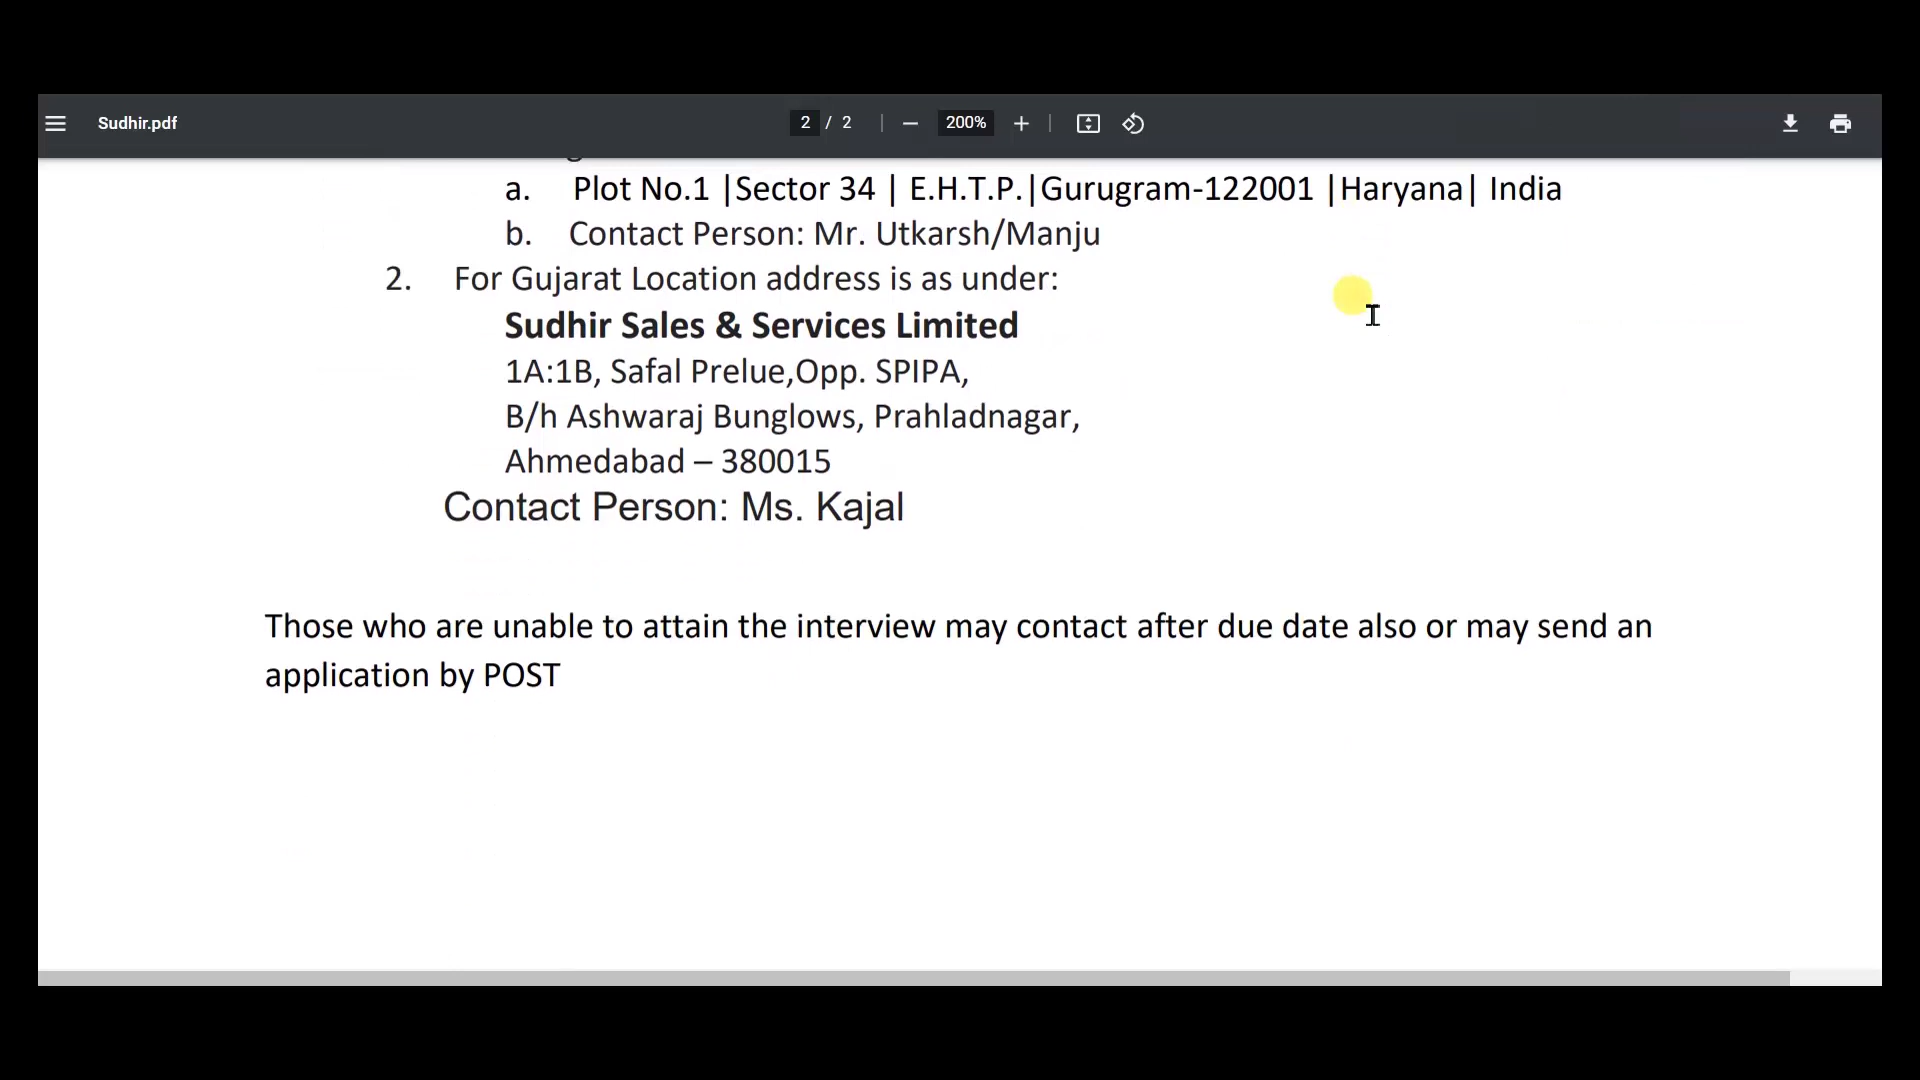 Sudhir.pdf
2 / 2
200%
a. Plot No.1 |Sector 34 | E.H.T.P.|Gurugram-122001 |Haryana| India
b. Contact Person: Mr. Utkarsh/Manju
2. For Gujarat Location address is as under:
Sudhir Sales & Services Limited
1A:1B, Safal Prelue,Opp. SPIPA,
B/h Ashwaraj Bunglows, Prahladnagar,
Ahmedabad – 380015
Contact Person: Ms. Kajal
Those who are unable to attain the interview may contact after due date also or may send an
application by POST